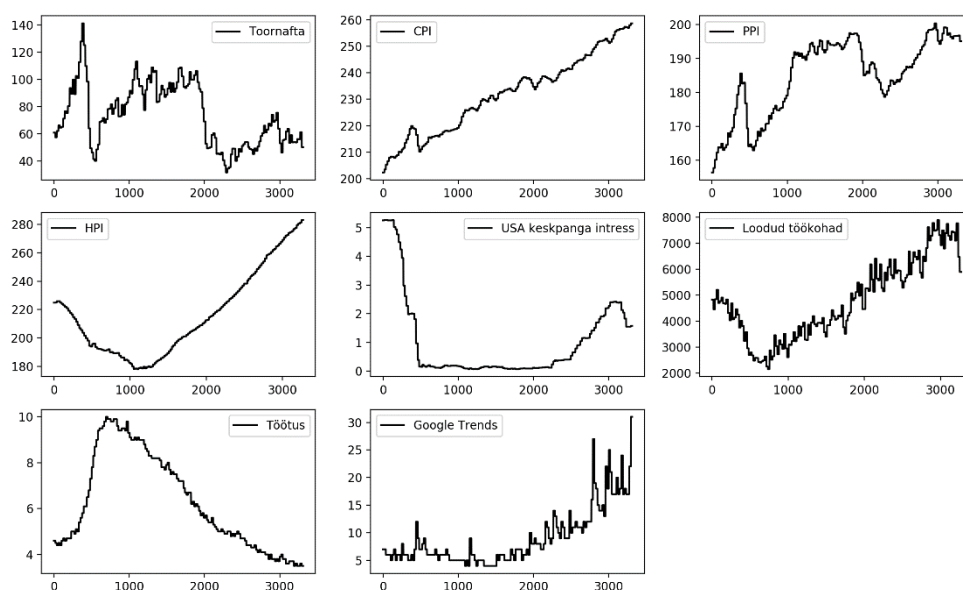 Toornafta
140
120
100
80
60
40
0 1000 2000 3000
CPI
260
250
240
230
220
210
200
0 1000 2000 3000
PPI
200
190
180
170
160
0 1000 2000 3000
HPI
280
260
240
220
200
180
0 1000 2000 3000
USA keskpanga intress
5
4
3
2
1
0
0 1000 2000 3000
Loodud töökohad
8000
7000
6000
5000
4000
3000
2000
0 1000 2000 3000
Töötus
10
8
6
4
0 1000 2000 3000
Google Trends
30
25
20
15
10
5
0 1000 2000 3000